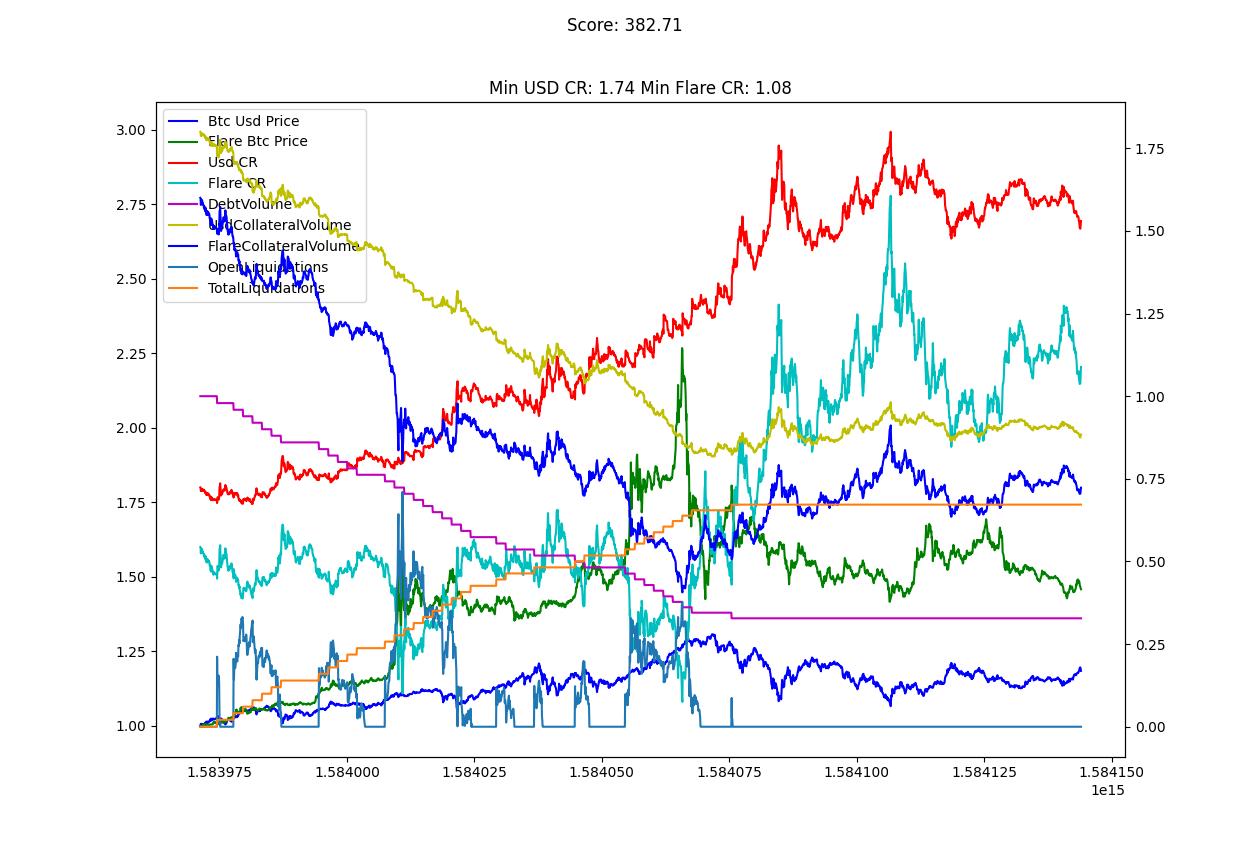 Score: 382.71
Min USD CR: 1.74 Min Flare CR: 1.08
Btc Usd Price
Flare Btc Price
Usd CR
Flare CR
DebtVolume
UsdCollateralVolume
FlareCollateralVolume
OpenLiquidations
TotalLiquidations
3.00
2.75
2.50
2.25
2.00
1.75
1.50
1.25
1.00
1.75
1.50
1.25
1.00
0.75
0.50
0.25
0.00
1.583975 1.584000 1.584025 1.584050 1.584075 1.584100 1.584125 1.584150
1e15